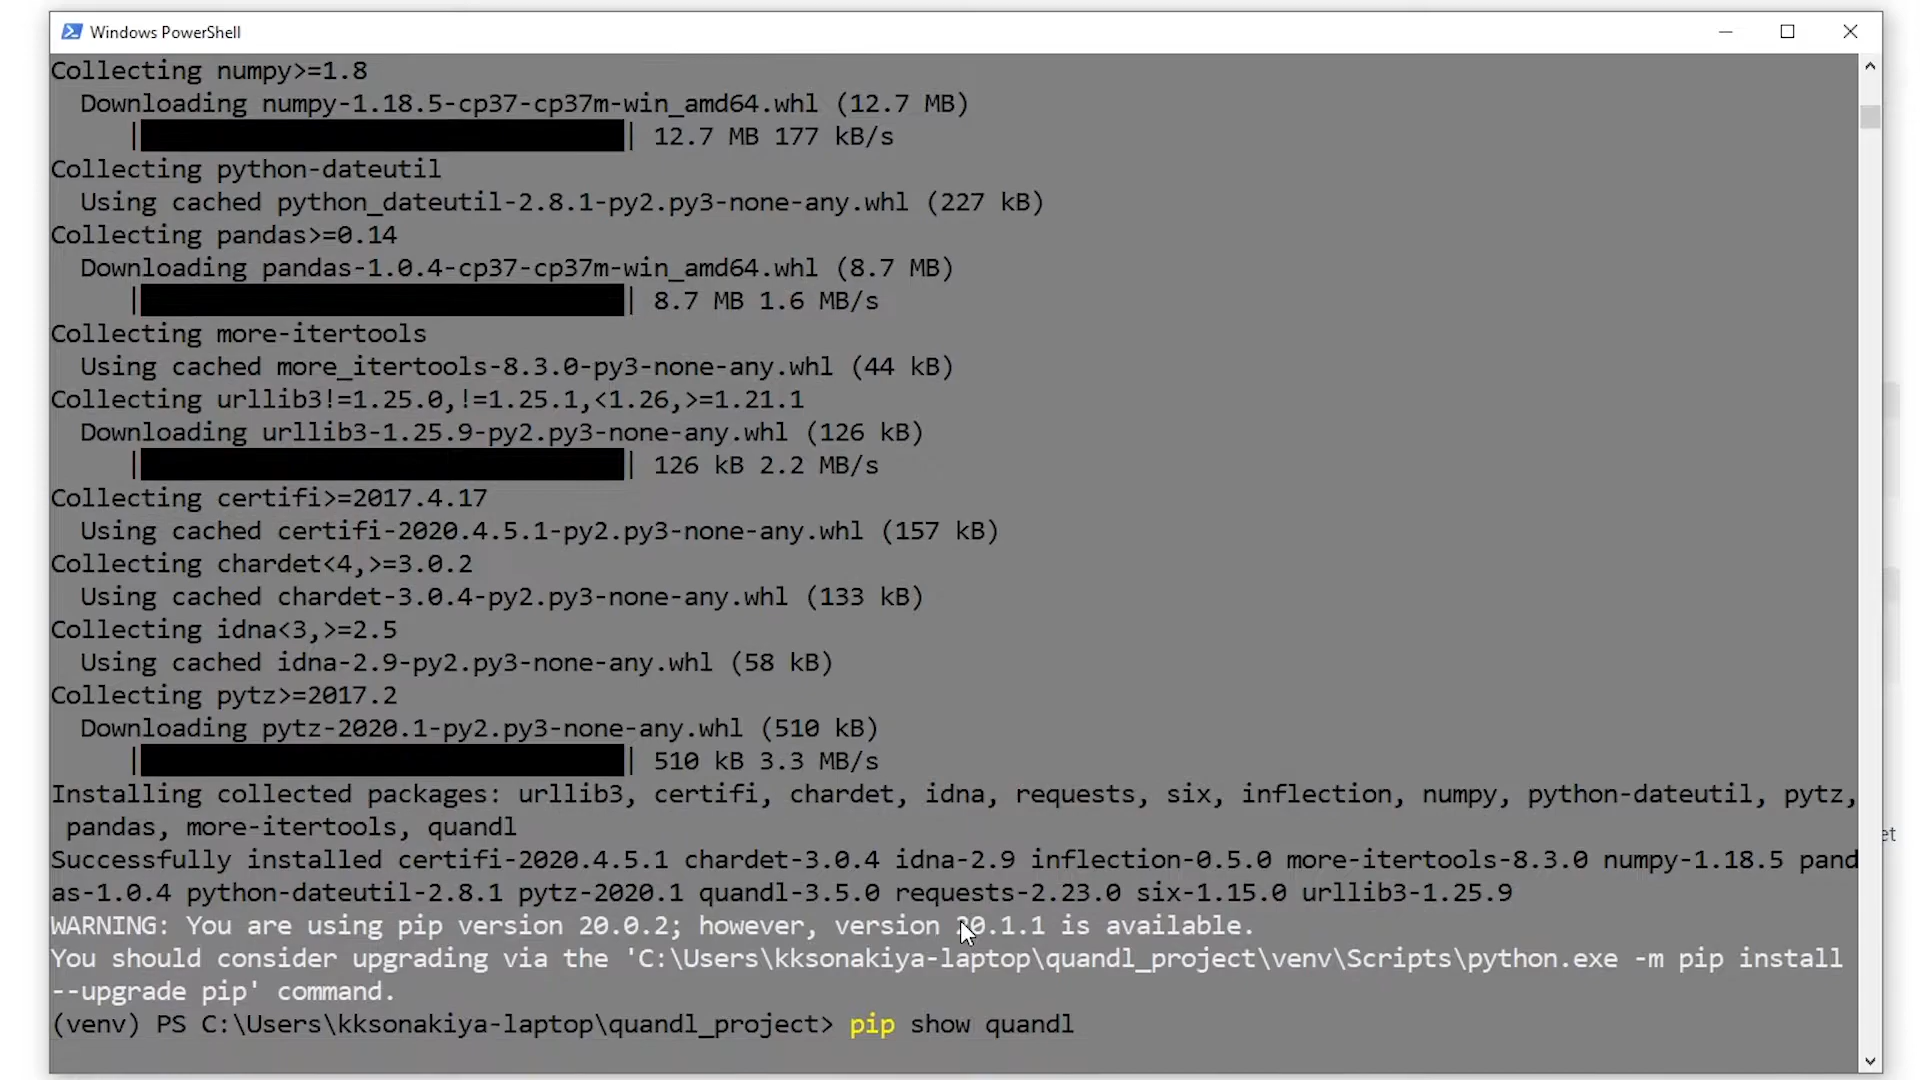 Windows PowerShell
Collecting numpy>=1.8
  Downloading numpy-1.18.5-cp37-cp37m-win_amd64.whl (12.7 MB)
     |████████████████████████████████| 12.7 MB 177 kB/s
Collecting python-dateutil
  Using cached python_dateutil-2.8.1-py2.py3-none-any.whl (227 kB)
Collecting pandas>=0.14
  Downloading pandas-1.0.4-cp37-cp37m-win_amd64.whl (8.7 MB)
     |████████████████████████████████| 8.7 MB 1.6 MB/s
Collecting more-itertools
  Using cached more_itertools-8.3.0-py3-none-any.whl (44 kB)
Collecting urllib3!=1.25.0,!=1.25.1,<1.26,>=1.21.1
  Downloading urllib3-1.25.9-py2.py3-none-any.whl (126 kB)
     |████████████████████████████████| 126 kB 2.2 MB/s
Collecting certifi>=2017.4.17
  Using cached certifi-2020.4.5.1-py2.py3-none-any.whl (157 kB)
Collecting chardet<4,>=3.0.2
  Using cached chardet-3.0.4-py2.py3-none-any.whl (133 kB)
Collecting idna<3,>=2.5
  Using cached idna-2.9-py2.py3-none-any.whl (58 kB)
Collecting pytz>=2017.2
  Downloading pytz-2020.1-py2.py3-none-any.whl (510 kB)
     |████████████████████████████████| 510 kB 3.3 MB/s
Installing collected packages: urllib3, certifi, chardet, idna, requests, six, inflection, numpy, python-dateutil, pytz,
 pandas, more-itertools, quandl
Successfully installed certifi-2020.4.5.1 chardet-3.0.4 idna-2.9 inflection-0.5.0 more-itertools-8.3.0 numpy-1.18.5 pand
as-1.0.4 python-dateutil-2.8.1 pytz-2020.1 quandl-3.5.0 requests-2.23.0 six-1.15.0 urllib3-1.25.9
WARNING: You are using pip version 20.0.2; however, version 20.1.1 is available.
You should consider upgrading via the 'C:\Users\kksonakiya-laptop\quandl_project\venv\Scripts\python.exe -m pip install
--upgrade pip' command.
(venv) PS C:\Users\kksonakiya-laptop\quandl_project> pip show quandl
et